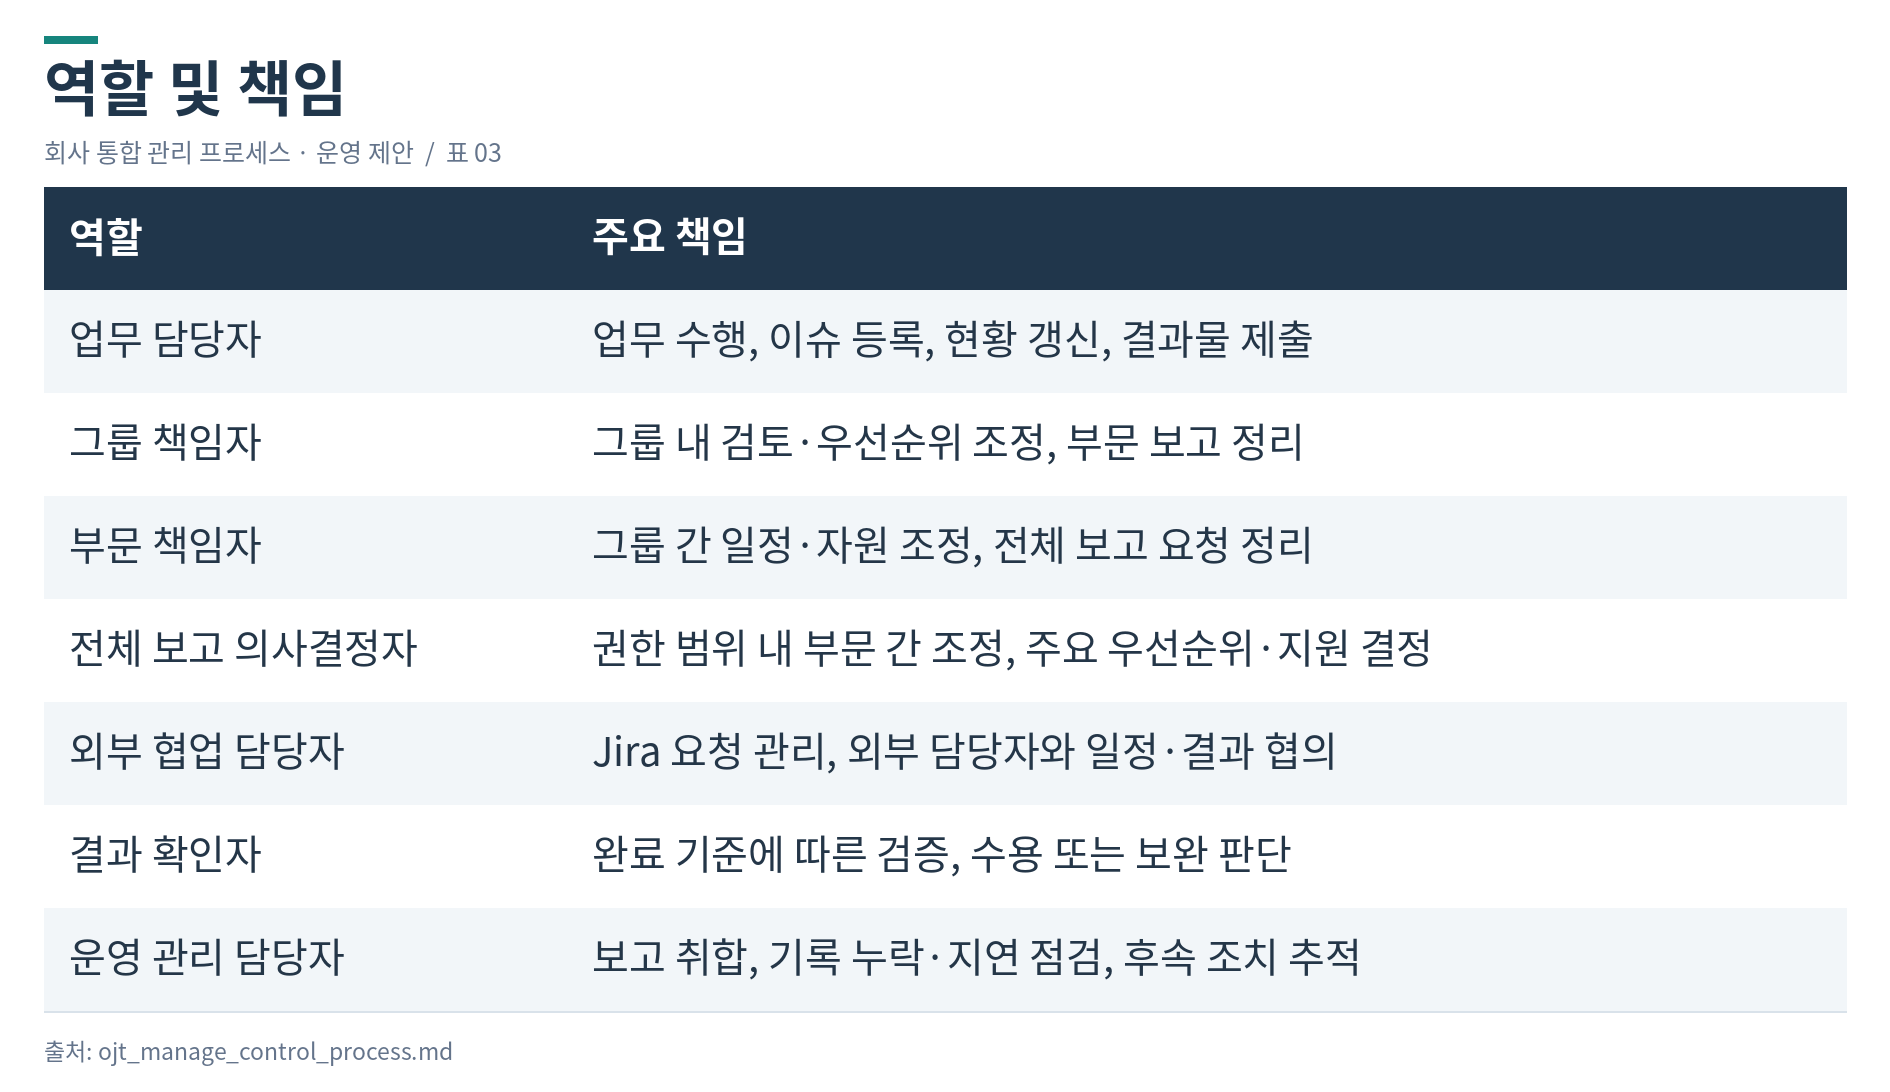 역할 및 책임
회사 통합 관리 프로세스 · 운영 제안 / 표 03
역할 주요 책임
업무 담당자 업무 수행, 이슈 등록, 현황 갱신, 결과물 제출
그룹 책임자 그룹 내 검토·우선순위 조정, 부문 보고 정리
부문 책임자 그룹 간 일정·자원 조정, 전체 보고 요청 정리
전체 보고 의사결정자 권한 범위 내 부문 간 조정, 주요 우선순위·지원 결정
외부 협업 담당자 Jira 요청 관리, 외부 담당자와 일정·결과 협의
결과 확인자 완료 기준에 따른 검증, 수용 또는 보완 판단
운영 관리 담당자 보고 취합, 기록 누락·지연 점검, 후속 조치 추적
출처: ojt_manage_control_process.md